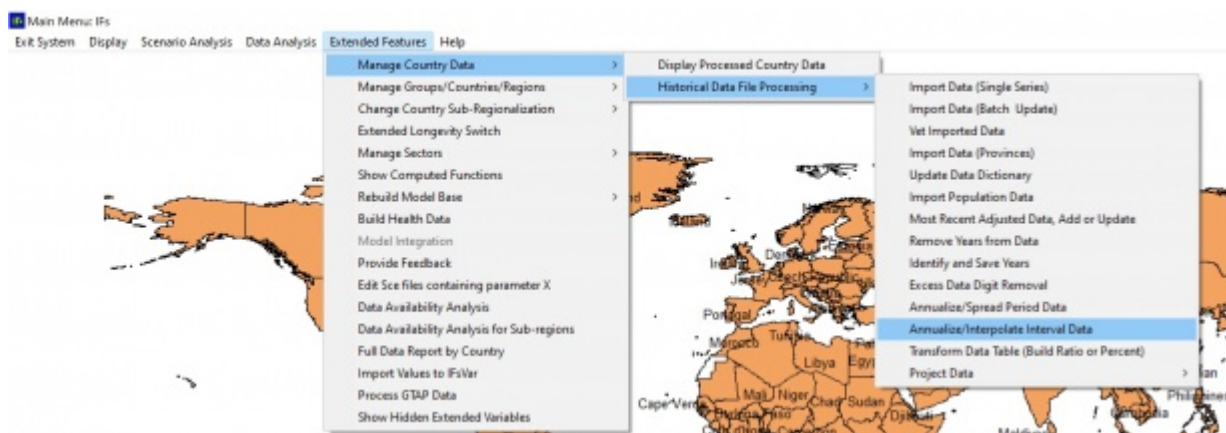 Main Menu: IFs
Exit System Display Scenario Analysis Data Analysis Extended Features Help
Manage Country Data >
Manage Groups/Countries/Regions >
Change Country Sub-Regionalization >
Extended Longevity Switch
Manage Sectors >
Show Computed Functions
Rebuild Model Base >
Build Health Data
Model Integration
Provide Feedback
Edit Sce files containing parameter X
Data Availability Analysis
Data Availability Analysis for Sub-regions
Full Data Report by Country
Import Values to IFsVar
Process GTAP Data
Show Hidden Extended Variables
Display Processed Country Data
Historical Data File Processing >
Import Data (Single Series)
Import Data (Batch Update)
Vet Imported Data
Import Data (Provinces)
Update Data Dictionary
Import Population Data
Most Recent Adjusted Data, Add or Update
Remove Years from Data
Identify and Save Years
Excess Data Digit Removal
Annualize/Spread Period Data
Annualize/Interpolate Interval Data
Transform Data Table (Build Ratio or Percent)
Project Data >
Morocco
Libya
Cape Verde
Mali
Niger
Chad
Sudan